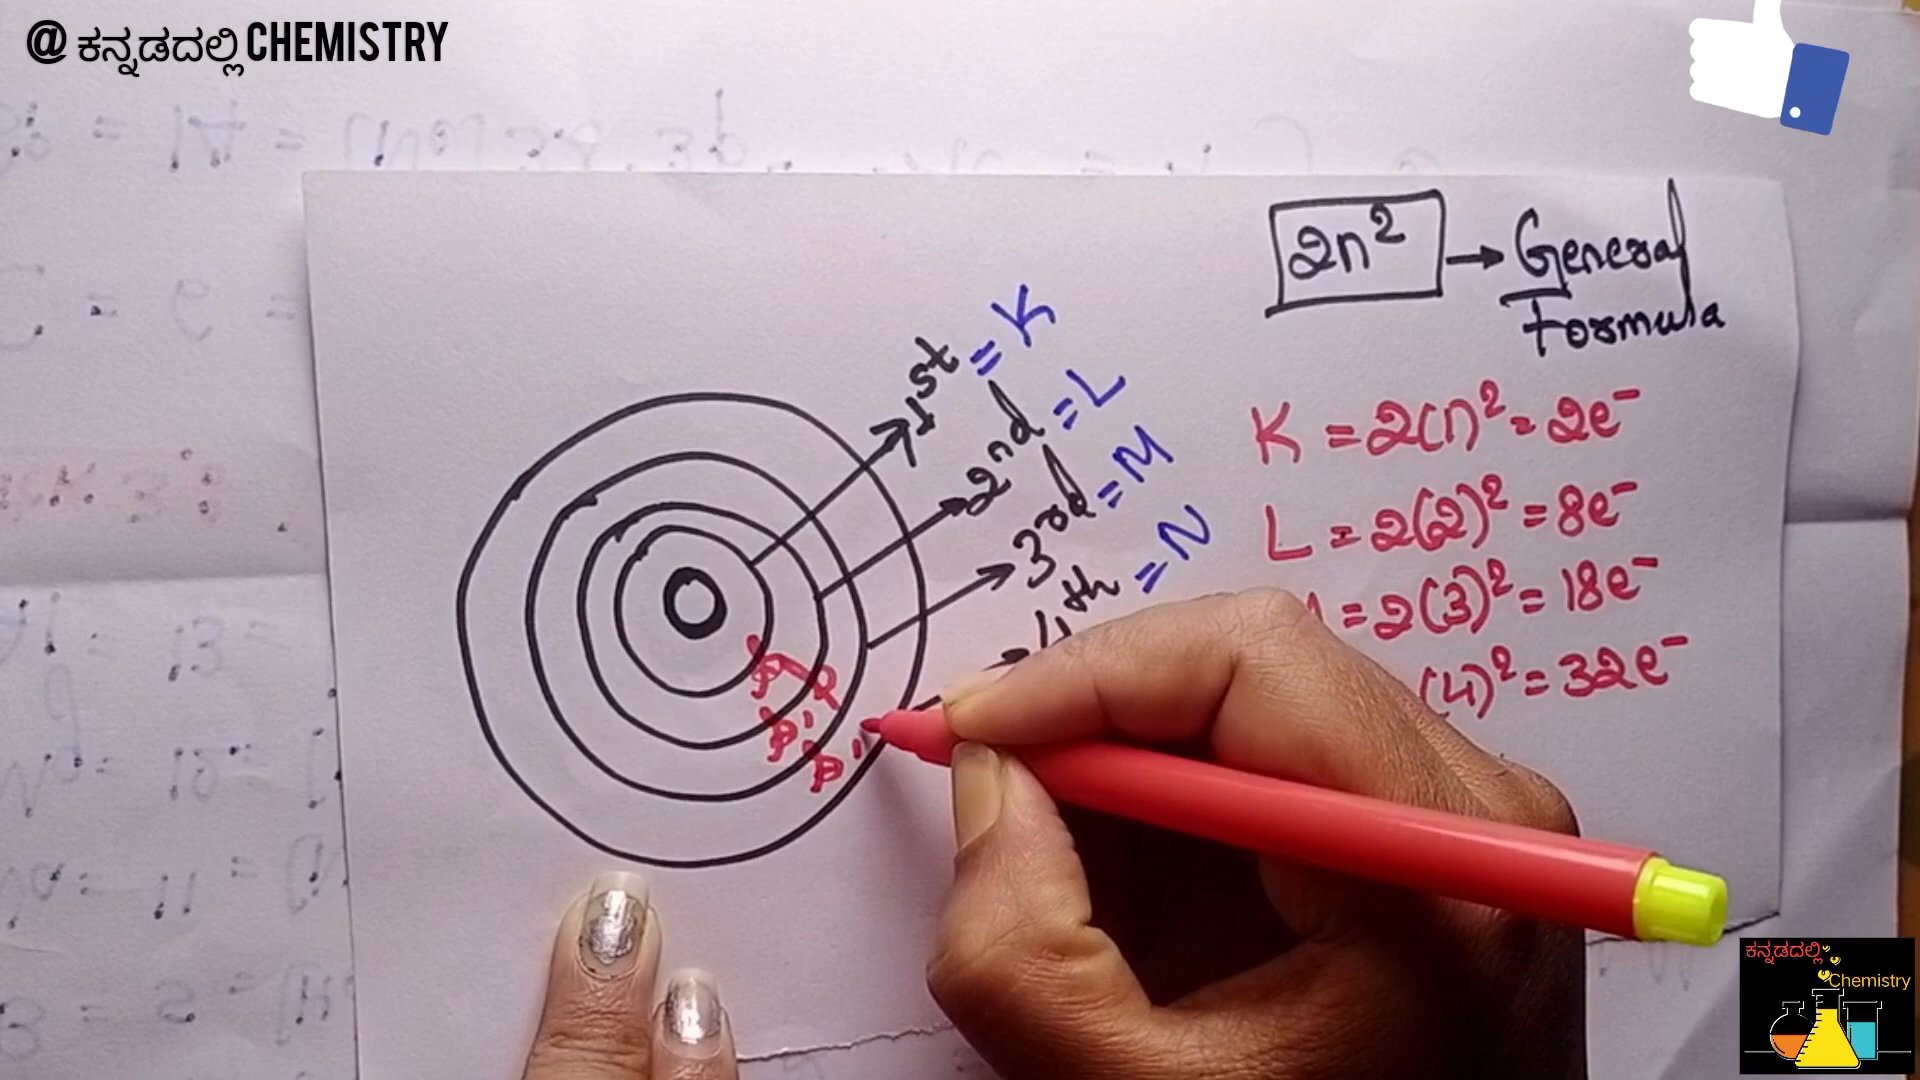 @ ಕನ್ನಡದಲ್ಲಿ CHEMISTRY
2n² → General
Formula
1st = K
2nd = L
3rd = M
4th = N
K = 2(1)² = 2e⁻
L = 2(2)² = 8e⁻
= 2(3)² = 18e⁻
(4)² = 32e⁻
ಕನ್ನಡದಲ್ಲಿ
Chemistry